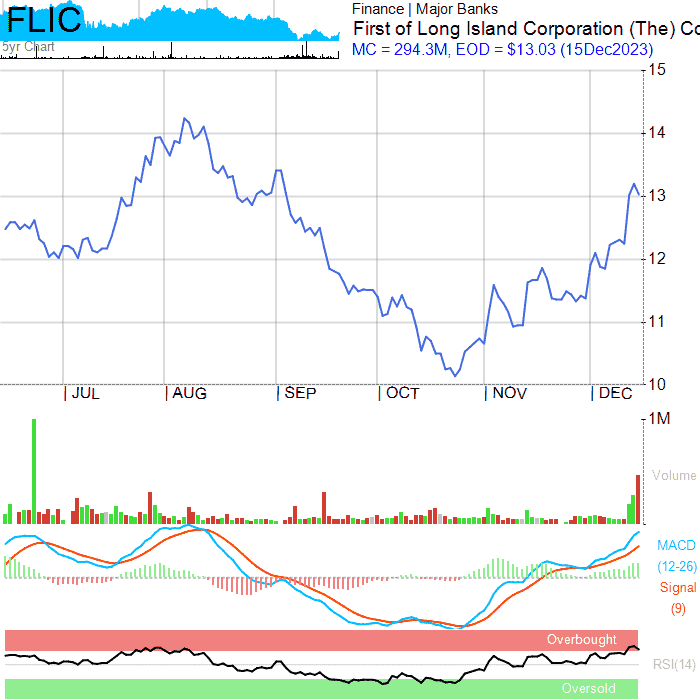 FLIC
5yr Chart
Finance | Major Banks
First of Long Island Corporation (The) Co
MC = 294.3M, EOD = $13.03 (15Dec2023)
15
14
13
12
11
10
| JUL | AUG | SEP | OCT | NOV | DEC
1M
Volume
MACD
(12-26)
Signal
(9)
Overbought
RSI(14)
Oversold